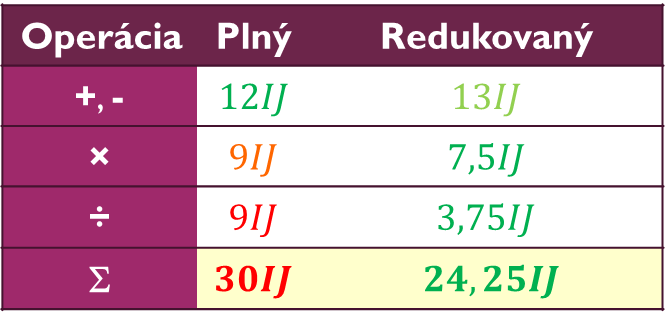 Operácia Plný Redukovaný
+, - 12IJ 13IJ
× 9IJ 7,5IJ
÷ 9IJ 3,75IJ
Σ 30IJ 24,25IJ